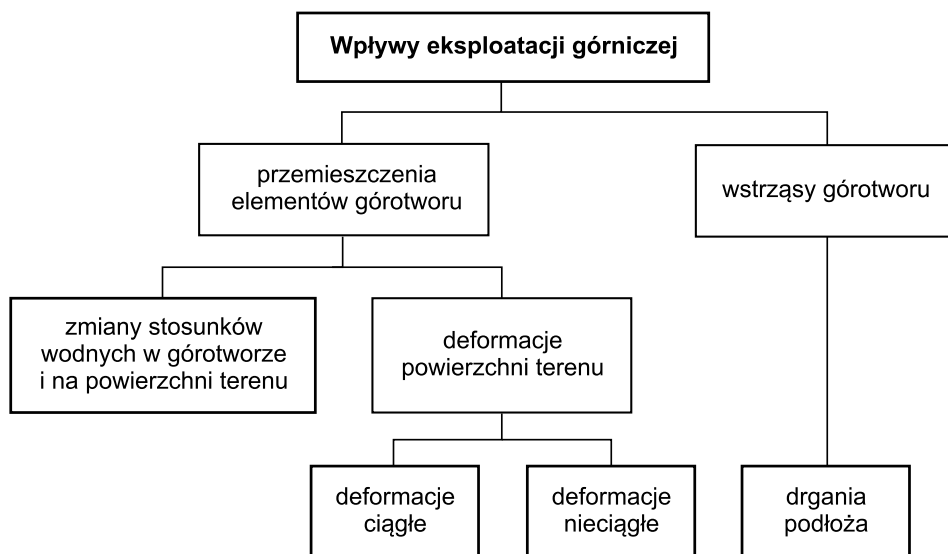 Wpływy eksploatacji górniczej
przemieszczenia
elementów górotworu
wstrząsy górotworu
zmiany stosunków
wodnych w górotworze
i na powierzchni terenu
deformacje
powierzchni terenu
deformacje
ciągłe
deformacje
nieciągłe
drgania
podłoża